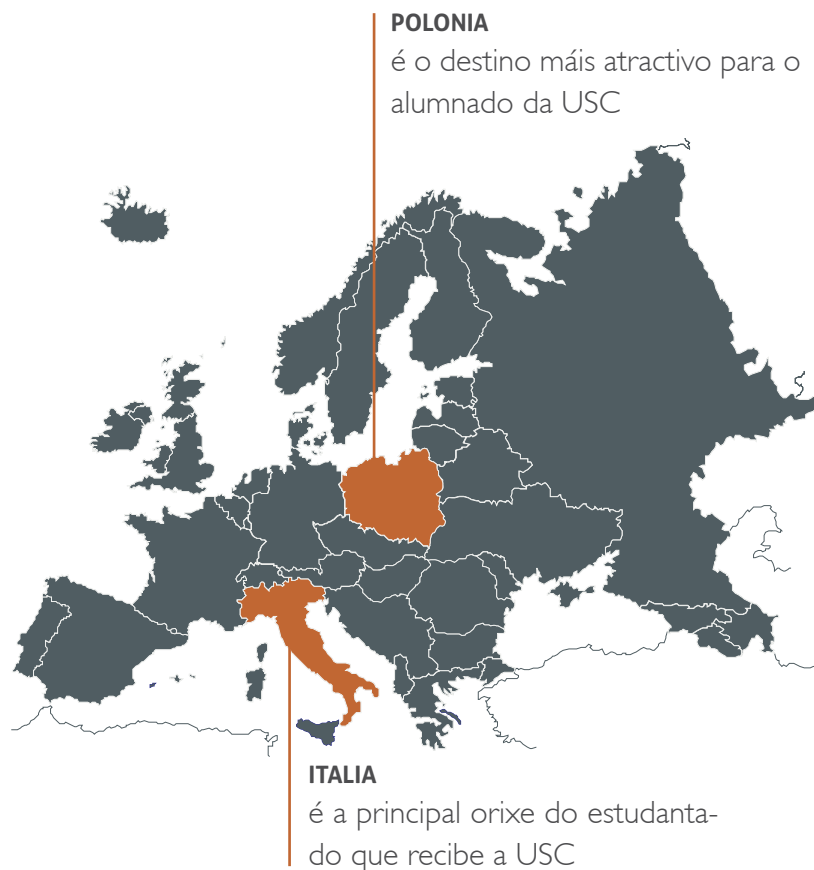 POLONIA
é o destino máis atractivo para o
alumnado da USC
ITALIA
é a principal orixe do estudanta-
do que recibe a USC